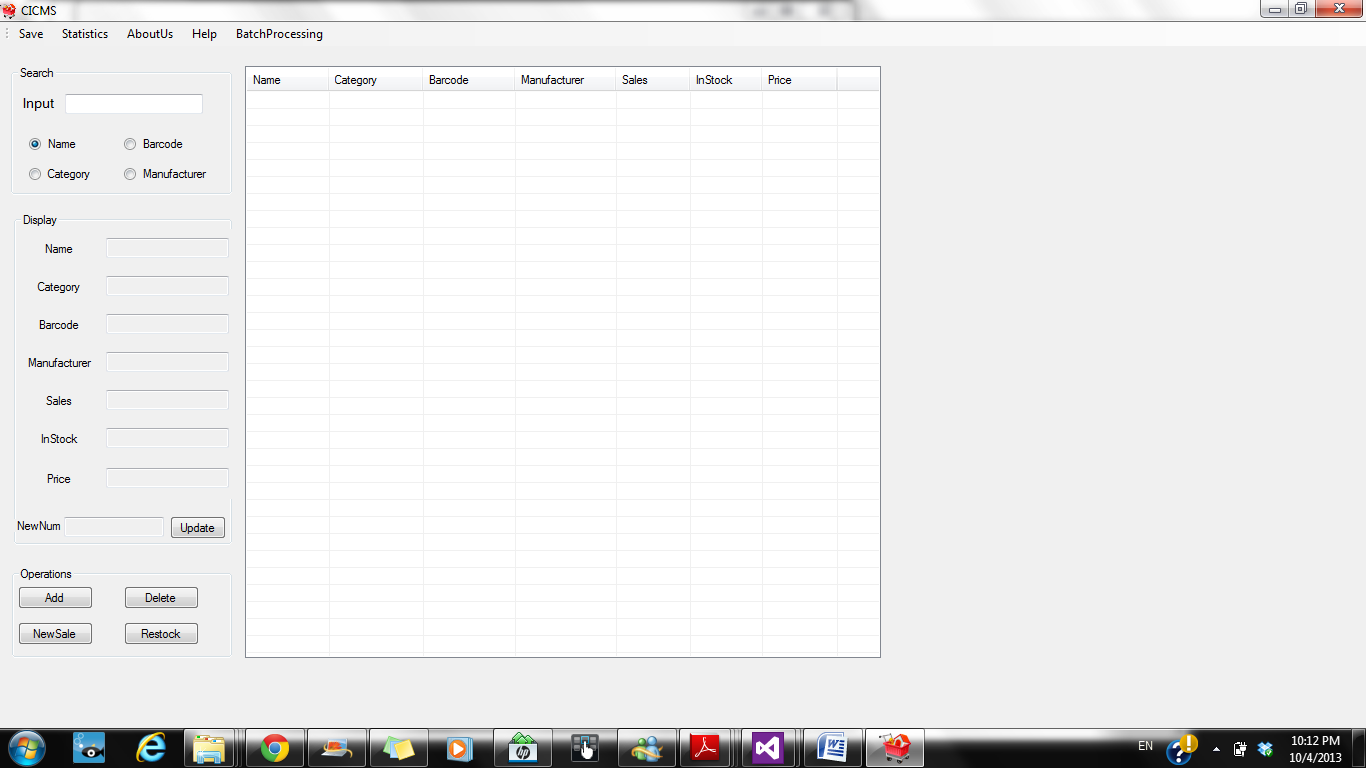 CICMS
Save Statistics AboutUs Help BatchProcessing
Search
Input
Name Barcode
Category Manufacturer
Display
Name
Category
Barcode
Manufacturer
Sales
InStock
Price
NewNum Update
Operations
Add Delete
NewSale Restock
Name Category Barcode Manufacturer Sales InStock Price
EN
10:12 PM
10/4/2013
hp